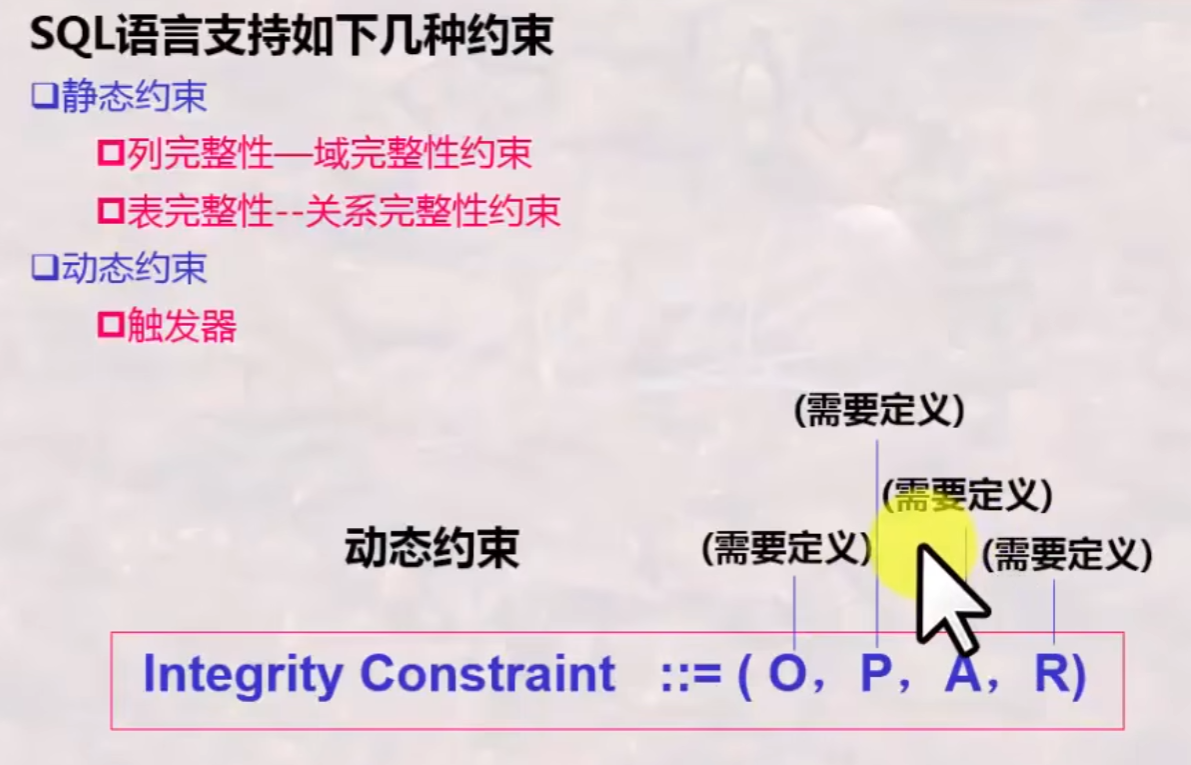 SQL语言支持如下几种约束
❑静态约束
列完整性—域完整性约束
表完整性--关系完整性约束
❑动态约束
触发器
(需要定义)
(需要定义)
动态约束 (需要定义) (需要定义)
Integrity Constraint ::= ( O， P， A， R)